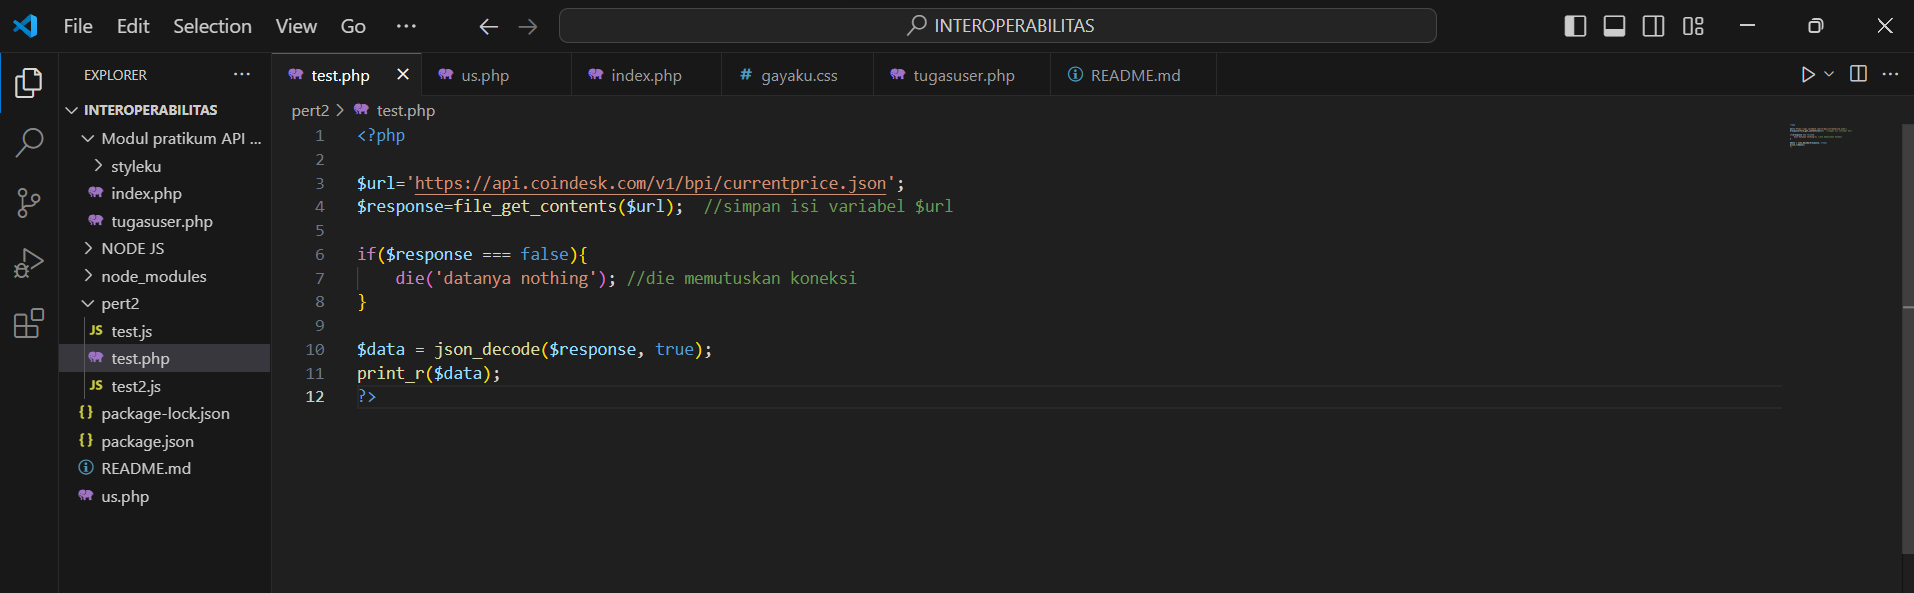 File Edit Selection View Go ··· INTEROPERABILITAS
EXPLORER ···
INTEROPERABILITAS
Modul pratikum API ...
styleku
index.php
tugasuser.php
NODE JS
node_modules
pert2
JS test.js
test.php
JS test2.js
{} package-lock.json
{} package.json
README.md
us.php
test.php us.php index.php # gayaku.css tugasuser.php README.md
pert2 > test.php
1 <?php
2
3 $url='https://api.coindesk.com/v1/bpi/currentprice.json';
4 $response=file_get_contents($url);  //simpan isi variabel $url
5
6 if($response === false){
7     die('datanya nothing'); //die memutuskan koneksi
8 }
9
10 $data = json_decode($response, true);
11 print_r($data);
12 ?>